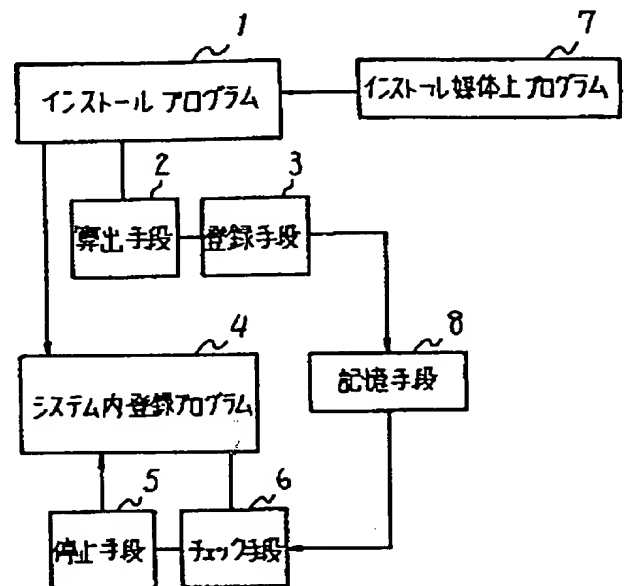 1
7
インストール プログラム
インストール媒体上プログラム
2
3
算出手段
登録手段
4
8
システム内登録プログラム
記憶手段
5
6
停止手段
チェック手段